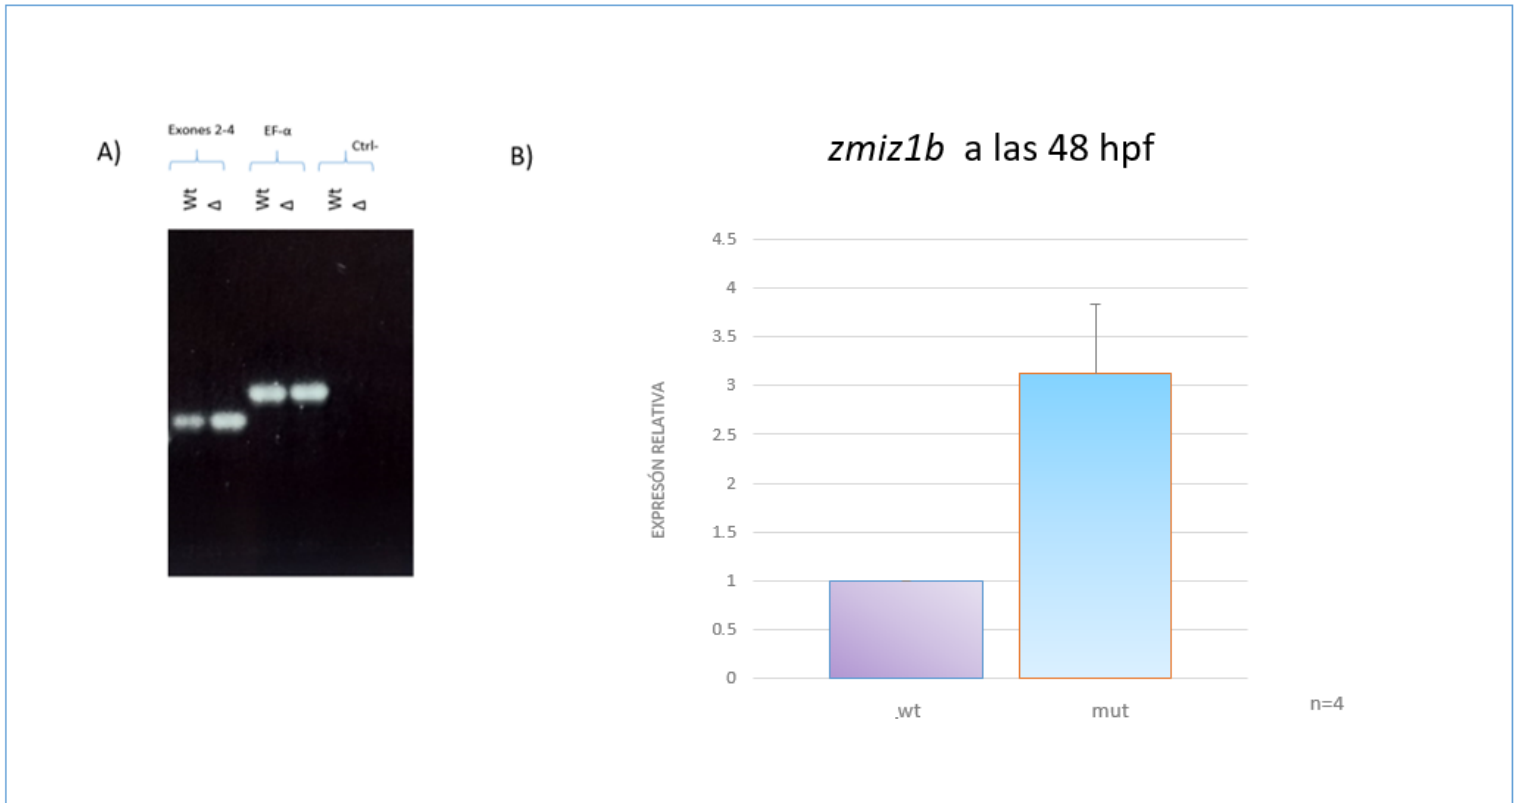 A)
Exones 2-4
EF-α
Ctrl-
Wt
Δ
Wt
Δ
Wt
Δ
B)
zmiz1b a las 48 hpf
EXPRESÓN RELATIVA
4.5
4
3.5
3
2.5
2
1.5
1
0.5
0
wt
mut
n=4